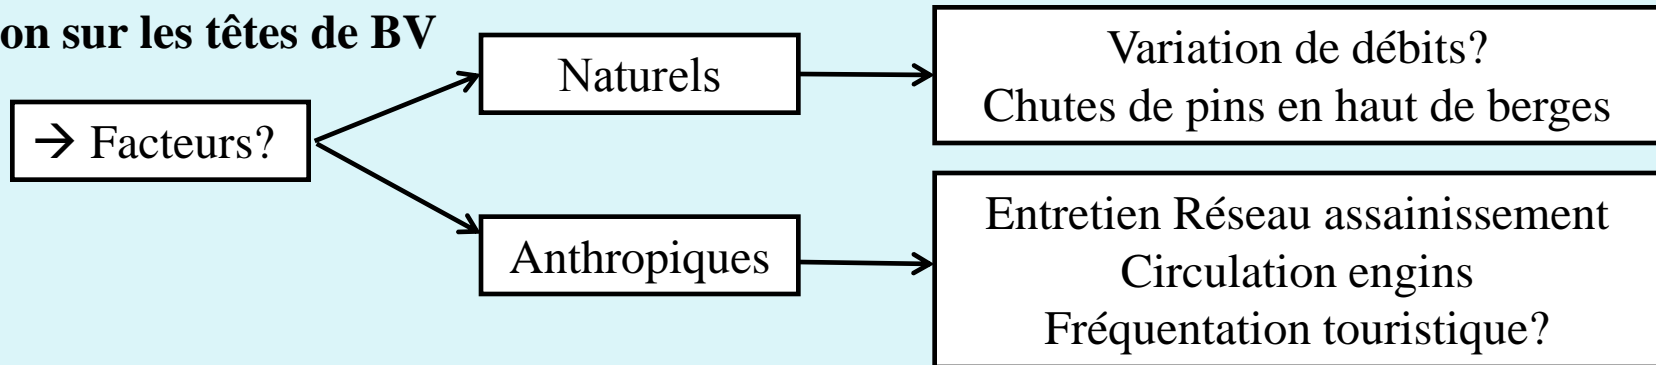 on sur les têtes de BV
→ Facteurs?
Naturels
Variation de débits?
Chutes de pins en haut de berges
Anthropiques
Entretien Réseau assainissement
Circulation engins
Fréquentation touristique?